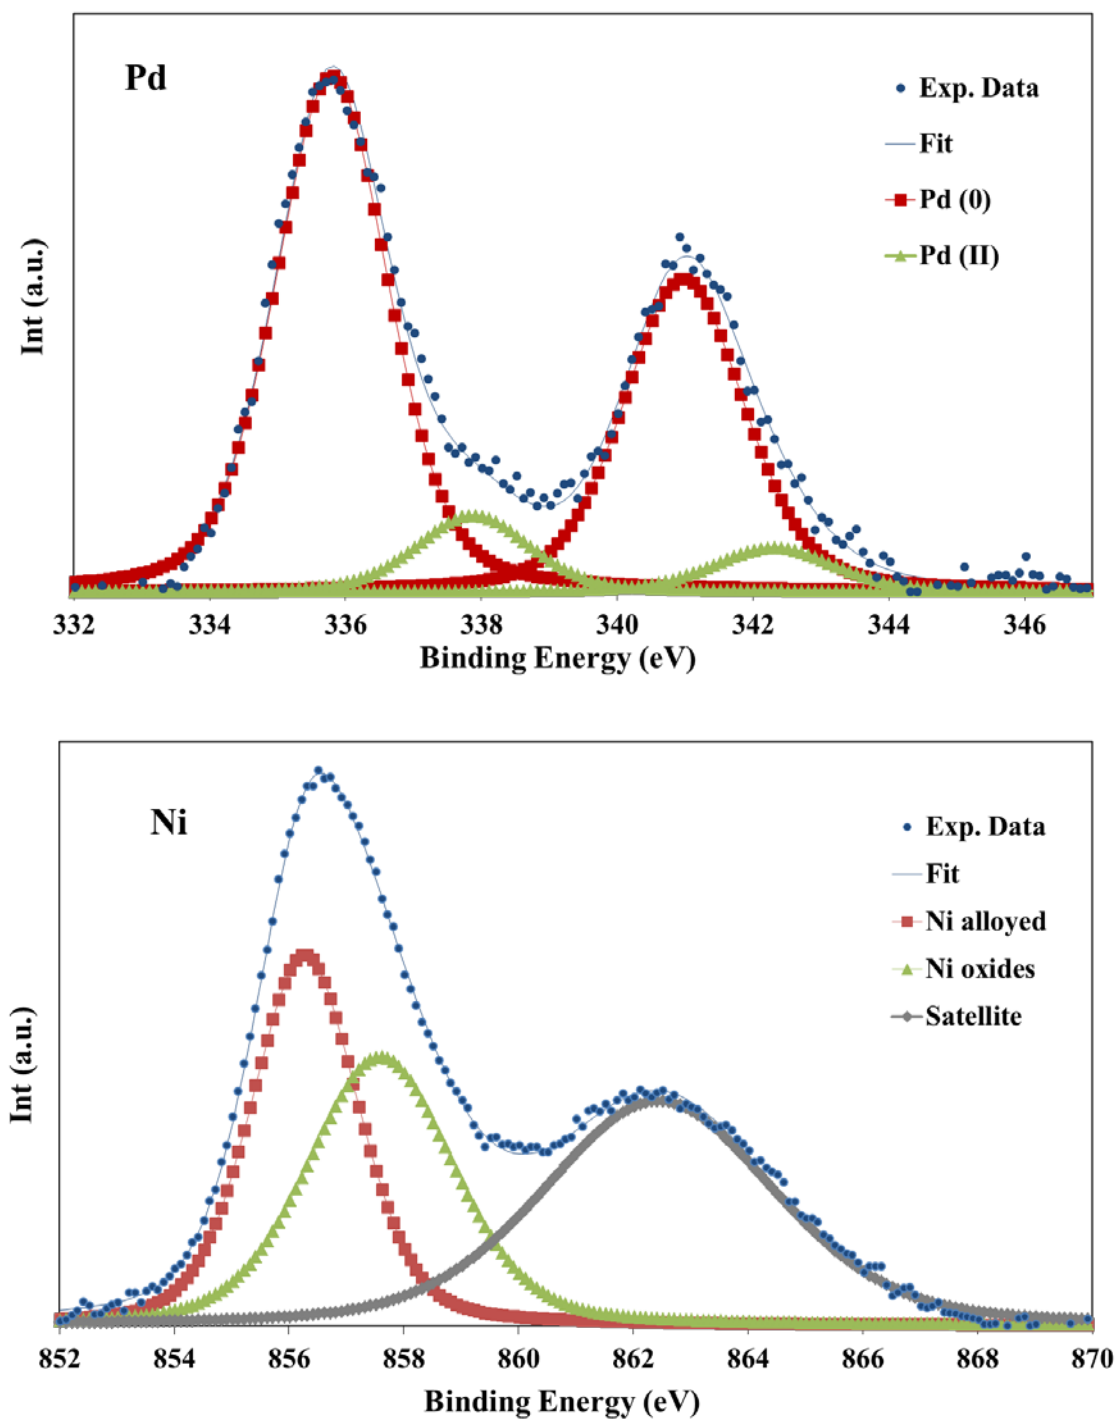 Pd
Exp. Data
Fit
Pd (0)
Pd (II)
Int (a.u.)
332 334 336 338 340 342 344 346
Binding Energy (eV)
Ni
Exp. Data
Fit
Ni alloyed
Ni oxides
Satellite
Int (a.u.)
852 854 856 858 860 862 864 866 868 870
Binding Energy (eV)